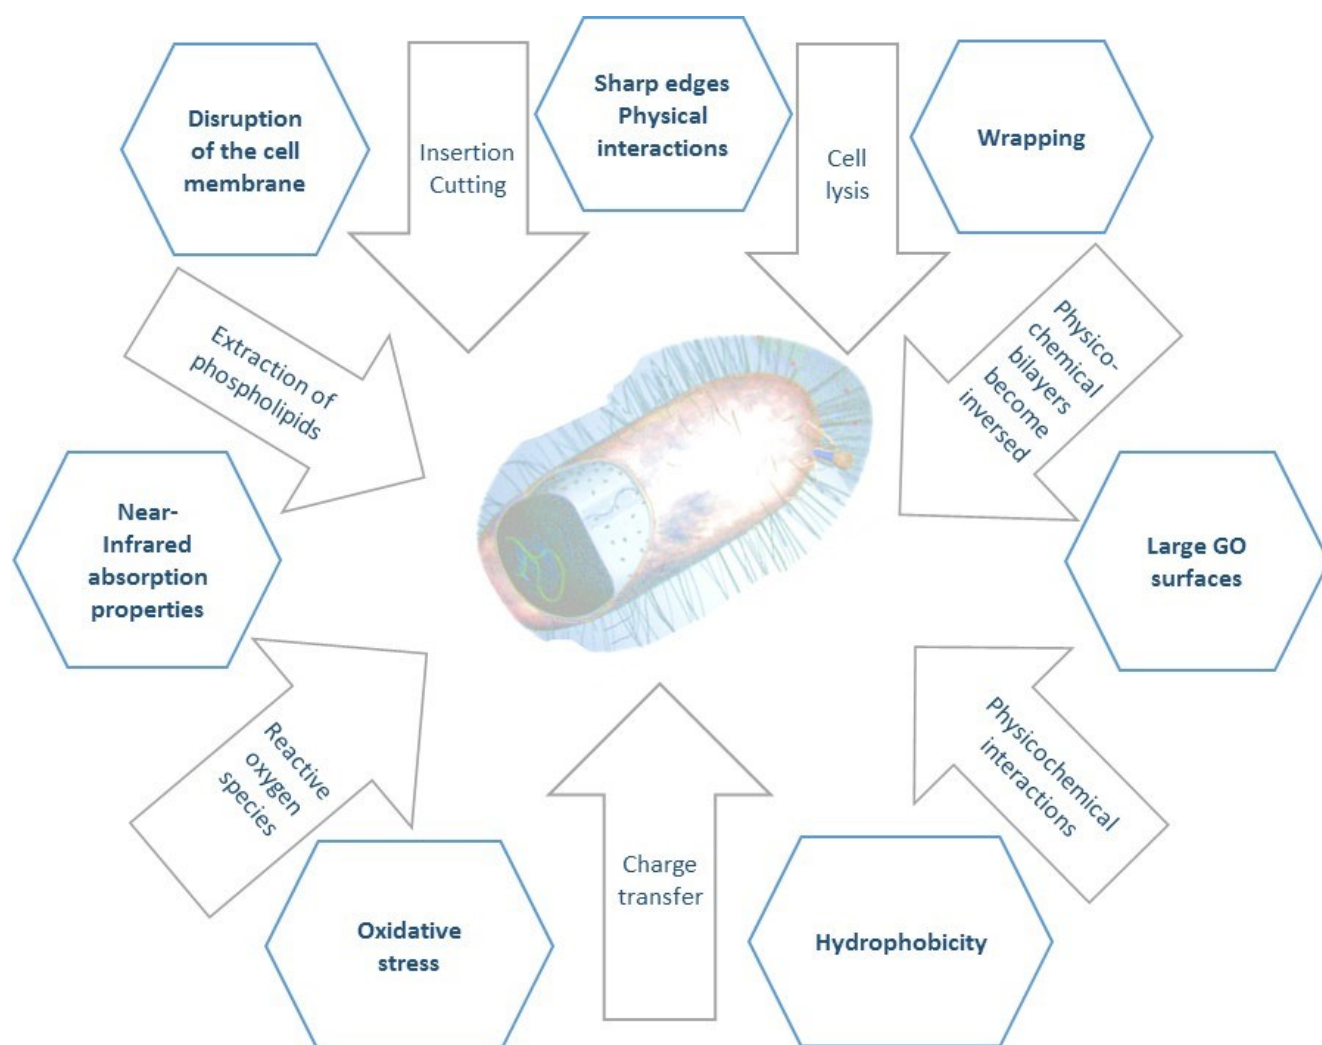 Disruption
of the cell
membrane
Insertion
Cutting
Sharp edges
Physical
interactions
Cell
lysis
Wrapping
Extraction of
phospholipids
Physico-
chemical
bilayers
become
inversed
Near-
Infrared
absorption
properties
Large GO
surfaces
Reactive
oxygen
species
Physicochemical
interactions
Charge
transfer
Oxidative
stress
Hydrophobicity